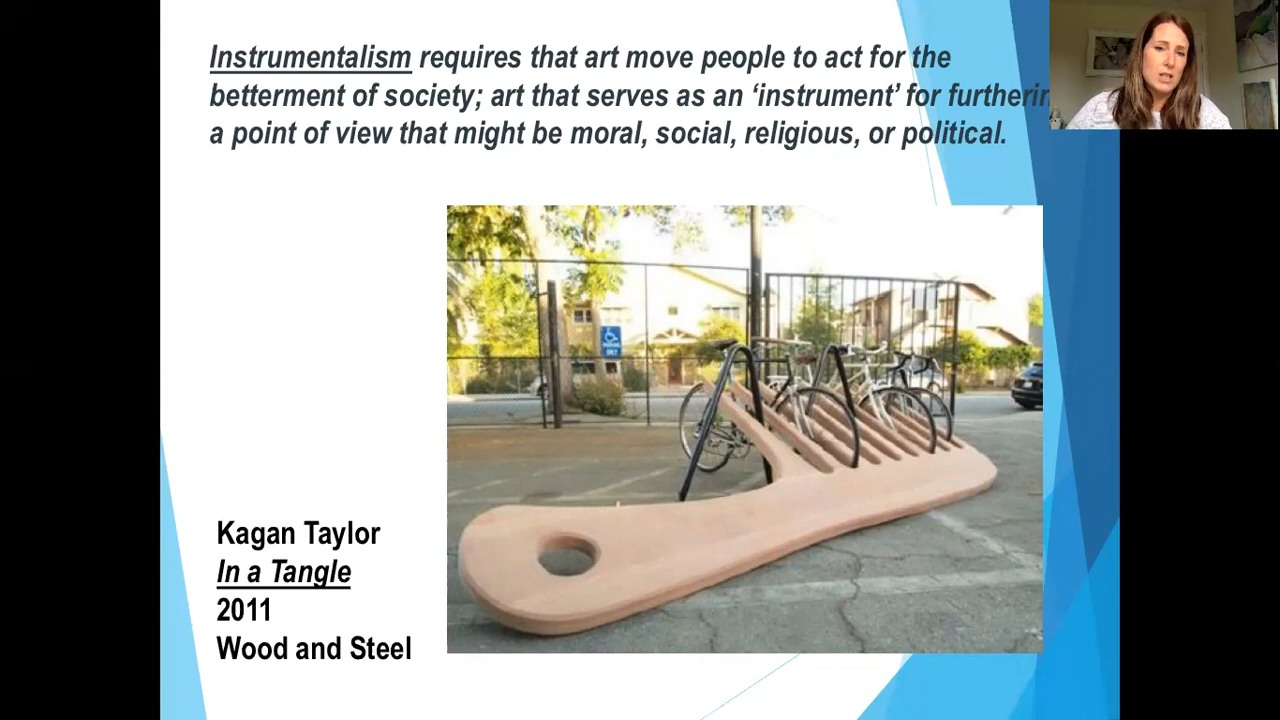 Instrumentalism requires that art move people to act for the
betterment of society; art that serves as an ‘instrument’ for
a point of view that might be moral, social, religious, or political.
ONLY
Kagan Taylor
In a Tangle
2011
Wood and Steel